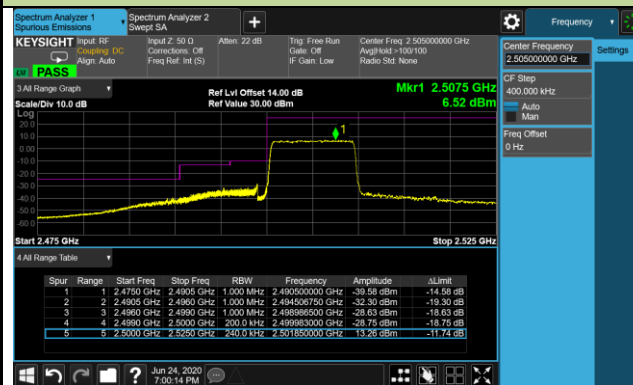 Spectrum Analyzer 1
Spurious Emissions
Spectrum Analyzer 2
Swept SA
Frequency
KEYSIGHT
Input: RF
Coupling: DC
Align: Auto
Input Z: 50 Ω
Corrections: Off
Freq Ref: Int (S)
Atten: 22 dB
Trig: Free Run
Gate: Off
IF Gain: Low
Center Freq: 2.505000000 GHz
Avg|Hold:>100/100
Radio Std: None
PASS
Center Frequency
2.505000000 GHz
Settings
CF Step
400.000 kHz
Auto
Man
Freq Offset
0 Hz
3 All Range Graph
Scale/Div 10.0 dB
Ref Lvl Offset 14.00 dB
Ref Value 30.00 dBm
Mkr1 2.5075 GHz
6.52 dBm
Log
20.0
10.0
0.00
-10.0
-20.0
-30.0
-40.0
-50.0
-60.0
1
Start 2.475 GHz
Stop 2.525 GHz
4 All Range Table
Spur Range Start Freq Stop Freq RBW Frequency Amplitude ΔLimit
1 1 2.4750 GHz 2.4905 GHz 1.000 MHz 2.490500000 GHz -39.58 dBm -14.58 dB
2 2 2.4905 GHz 2.4960 GHz 1.000 MHz 2.494506750 GHz -32.30 dBm -19.30 dB
3 3 2.4960 GHz 2.4990 GHz 1.000 MHz 2.498986500 GHz -28.63 dBm -18.63 dB
4 4 2.4990 GHz 2.5000 GHz 200.0 kHz 2.499983000 GHz -28.75 dBm -18.75 dB
5 5 2.5000 GHz 2.5250 GHz 240.0 kHz 2.501850000 GHz 13.26 dBm -11.74 dB
Jun 24, 2020
7:00:14 PM